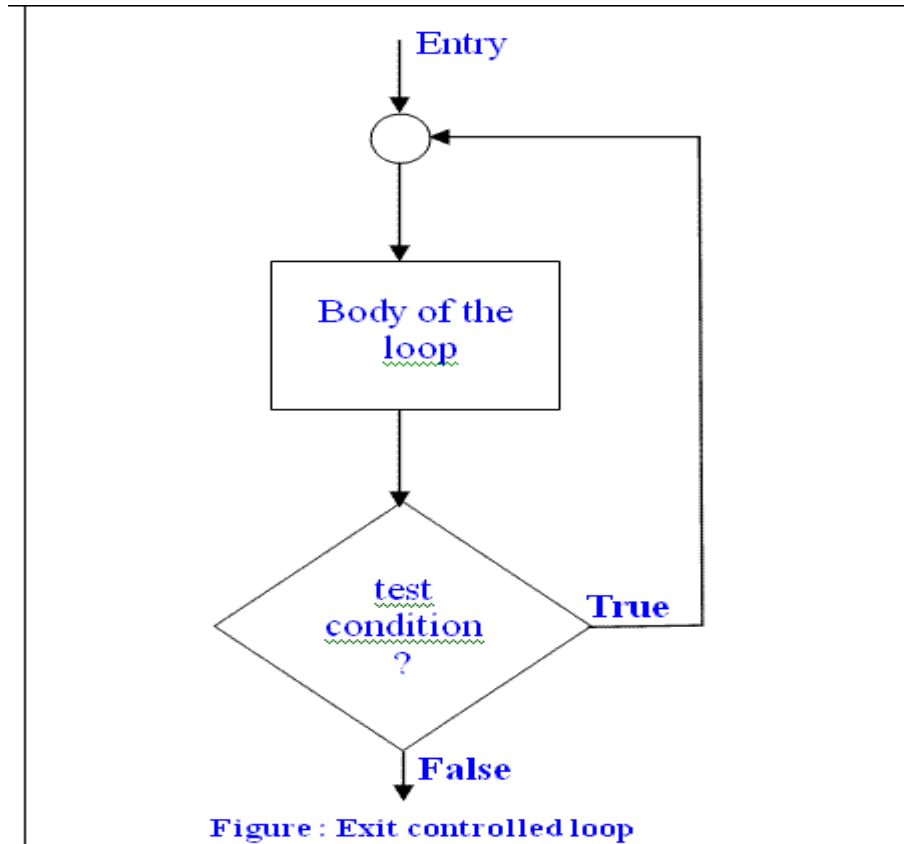 Entry
Body of the
loop
test
condition
?
True
False
Figure : Exit controlled loop